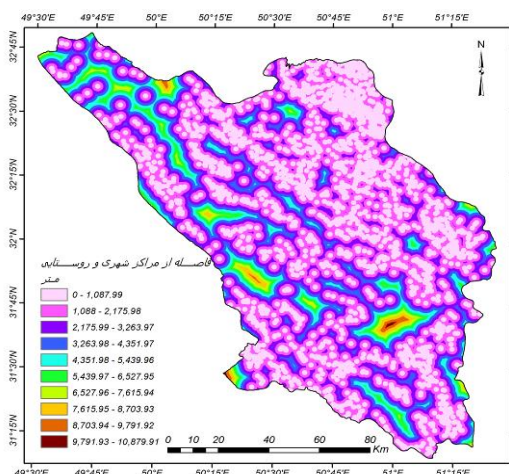 49°30'E 49°45'E 50°E 50°15'E 50°30'E 50°45'E 51°E 51°15'E
N
32°45'N
32°30'N
32°15'N
32°N
31°45'N
31°30'N
31°15'N
فاصله از مراکز شهری و روستایی
متر
0 - 1,087.99
1,088 - 2,175.98
2,175.99 - 3,263.97
3,263.98 - 4,351.97
4,351.98 - 5,439.96
5,439.97 - 6,527.95
6,527.96 - 7,615.94
7,615.95 - 8,703.93
8,703.94 - 9,791.92
9,791.93 - 10,879.91
0 10 20 40 60 80
Km
49°30'E 49°45'E 50°E 50°15'E 50°30'E 50°45'E 51°E 51°15'E